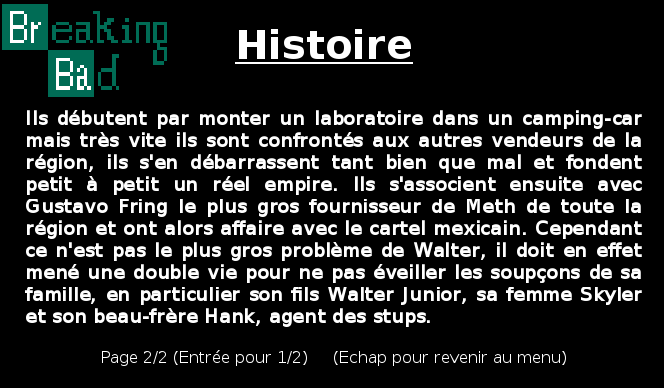 Breaking
Bad
Histoire
Ils débutent par monter un laboratoire dans un camping-car
mais très vite ils sont confrontés aux autres vendeurs de la
région, ils s'en débarrassent tant bien que mal et fondent
petit à petit un réel empire. Ils s'associent ensuite avec
Gustavo Fring le plus gros fournisseur de Meth de toute la
région et ont alors affaire avec le cartel mexicain. Cependant
ce n'est pas le plus gros problème de Walter, il doit en effet
mené une double vie pour ne pas éveiller les soupçons de sa
famille, en particulier son fils Walter Junior, sa femme Skyler
et son beau-frère Hank, agent des stups.
Page 2/2 (Entrée pour 1/2) (Echap pour revenir au menu)